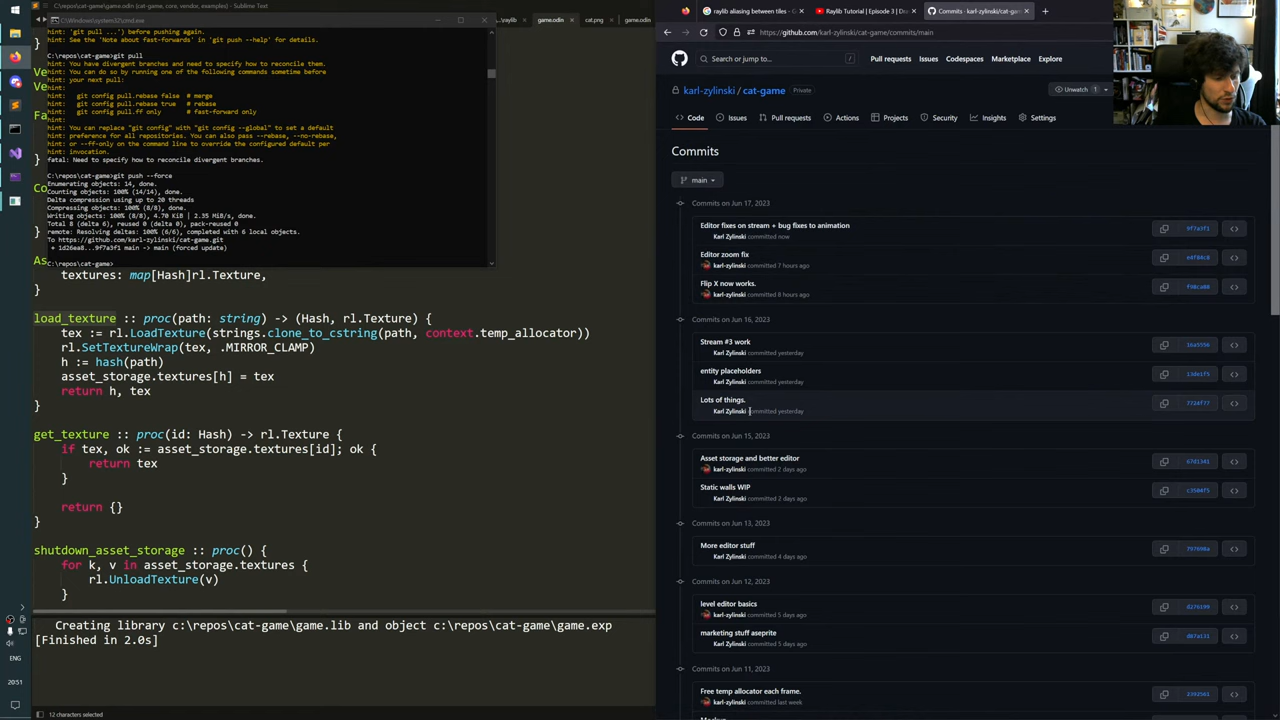 game.odin (cat-game, core, vendor, examples) - Sublime Text
C:\Windows\system32\cmd.exe
hint: 'git pull ...') before pushing again.
hint: See the 'Note about fast-forwards' in 'git push --help' for details.
C:\repos\cat-game>git pull
hint: You have divergent branches and need to specify how to reconcile them.
hint: You can do so by running one of the following commands sometime before
hint: your next pull:
hint:
hint:   git config pull.rebase false  # merge
hint:   git config pull.rebase true   # rebase
hint:   git config pull.ff only       # fast-forward only
hint:
hint: You can replace "git config" with "git config --global" to set a default
hint: preference for all repositories. You can also pass --rebase, --no-rebase,
hint: or --ff-only on the command line to override the configured default per
hint: invocation.
fatal: Need to specify how to reconcile divergent branches.
C:\repos\cat-game>git push --force
Enumerating objects: 14, done.
Counting objects: 100% (14/14), done.
Delta compression using up to 20 threads
Compressing objects: 100% (8/8), done.
Writing objects: 100% (8/8), 4.70 KiB | 2.35 MiB/s, done.
Total 8 (delta 6), reused 0 (delta 0), pack-reused 0
remote: Resolving deltas: 100% (6/6), completed with 6 local objects.
To https://github.com/karl-zylinski/cat-game.git
 + 1d26ea8...9f7a3f1 main -> main (forced update)
C:\repos\cat-game>
game.odin
cat.png
game.odin
textures: map[Hash]rl.Texture,
}
load_texture :: proc(path: string) -> (Hash, rl.Texture) {
tex := rl.LoadTexture(strings.clone_to_cstring(path, context.temp_allocator))
rl.SetTextureWrap(tex, .MIRROR_CLAMP)
h := hash(path)
asset_storage.textures[h] = tex
return h, tex
}
get_texture :: proc(id: Hash) -> rl.Texture {
if tex, ok := asset_storage.textures[id]; ok {
return tex
}
return {}
}
shutdown_asset_storage :: proc() {
for k, v in asset_storage.textures {
rl.UnloadTexture(v)
}
Creating library c:\repos\cat-game\game.lib and object c:\repos\cat-game\game.exp
[Finished in 2.0s]
12 characters selected
ENG
20:51
raylib aliasing between tiles - G
Raylib Tutorial | Episode 3 | De
Commits · karl-zylinski/cat-gam
https://github.com/karl-zylinski/cat-game/commits/main
Search or jump to...
/
Pull requests
Issues
Codespaces
Marketplace
Explore
karl-zylinski / cat-game
Private
Unwatch 1
Code
Issues
Pull requests
Actions
Projects
Security
Insights
Settings
Commits
main
Commits on Jun 17, 2023
Editor fixes on stream + bug fixes to animation
Karl Zylinski committed now
9f7a3f1
Editor zoom fix
karl-zylinski committed 7 hours ago
Flip X now works.
karl-zylinski committed 8 hours ago
f98ca08
Commits on Jun 16, 2023
Stream #3 work
Karl Zylinski committed yesterday
16a5556
entity placeholders
Karl Zylinski committed yesterday
13de1f5
Lots of things.
Karl Zylinski committed yesterday
7724f77
Commits on Jun 15, 2023
Asset storage and better editor
karl-zylinski committed 2 days ago
67d1341
Static walls WIP
Karl Zylinski committed 2 days ago
c3504f5
Commits on Jun 13, 2023
More editor stuff
Karl Zylinski committed 4 days ago
797698a
Commits on Jun 12, 2023
level editor basics
karl-zylinski committed 5 days ago
d276199
marketing stuff aseprite
Karl Zylinski committed 5 days ago
d87a131
Commits on Jun 11, 2023
Free temp allocator each frame.
karl-zylinski committed last week
2392561